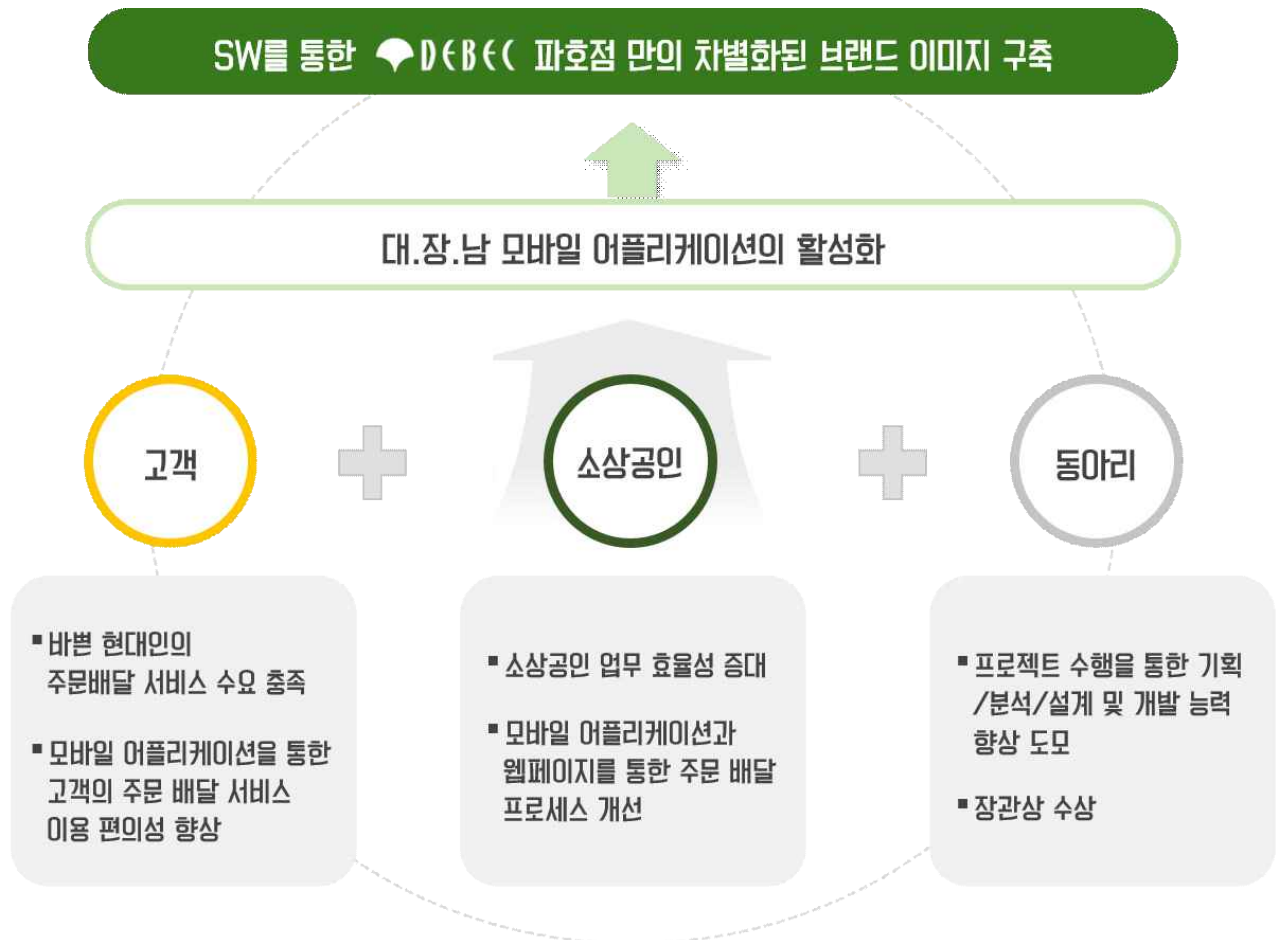 SW를 통한 DEBEC 파호점 만의 차별화된 브랜드 이미지 구축
대.장.남 모바일 어플리케이션의 활성화
고객
소상공인
동아리
▪ 바쁜 현대인의
주문배달 서비스 수요 충족
▪ 모바일 어플리케이션을 통한
고객의 주문 배달 서비스
이용 편의성 향상
▪ 소상공인 업무 효율성 증대
▪ 모바일 어플리케이션과
웹페이지를 통한 주문 배달
프로세스 개선
▪ 프로젝트 수행을 통한 기획
/분석/설계 및 개발 능력
향상 도모
▪ 장관상 수상